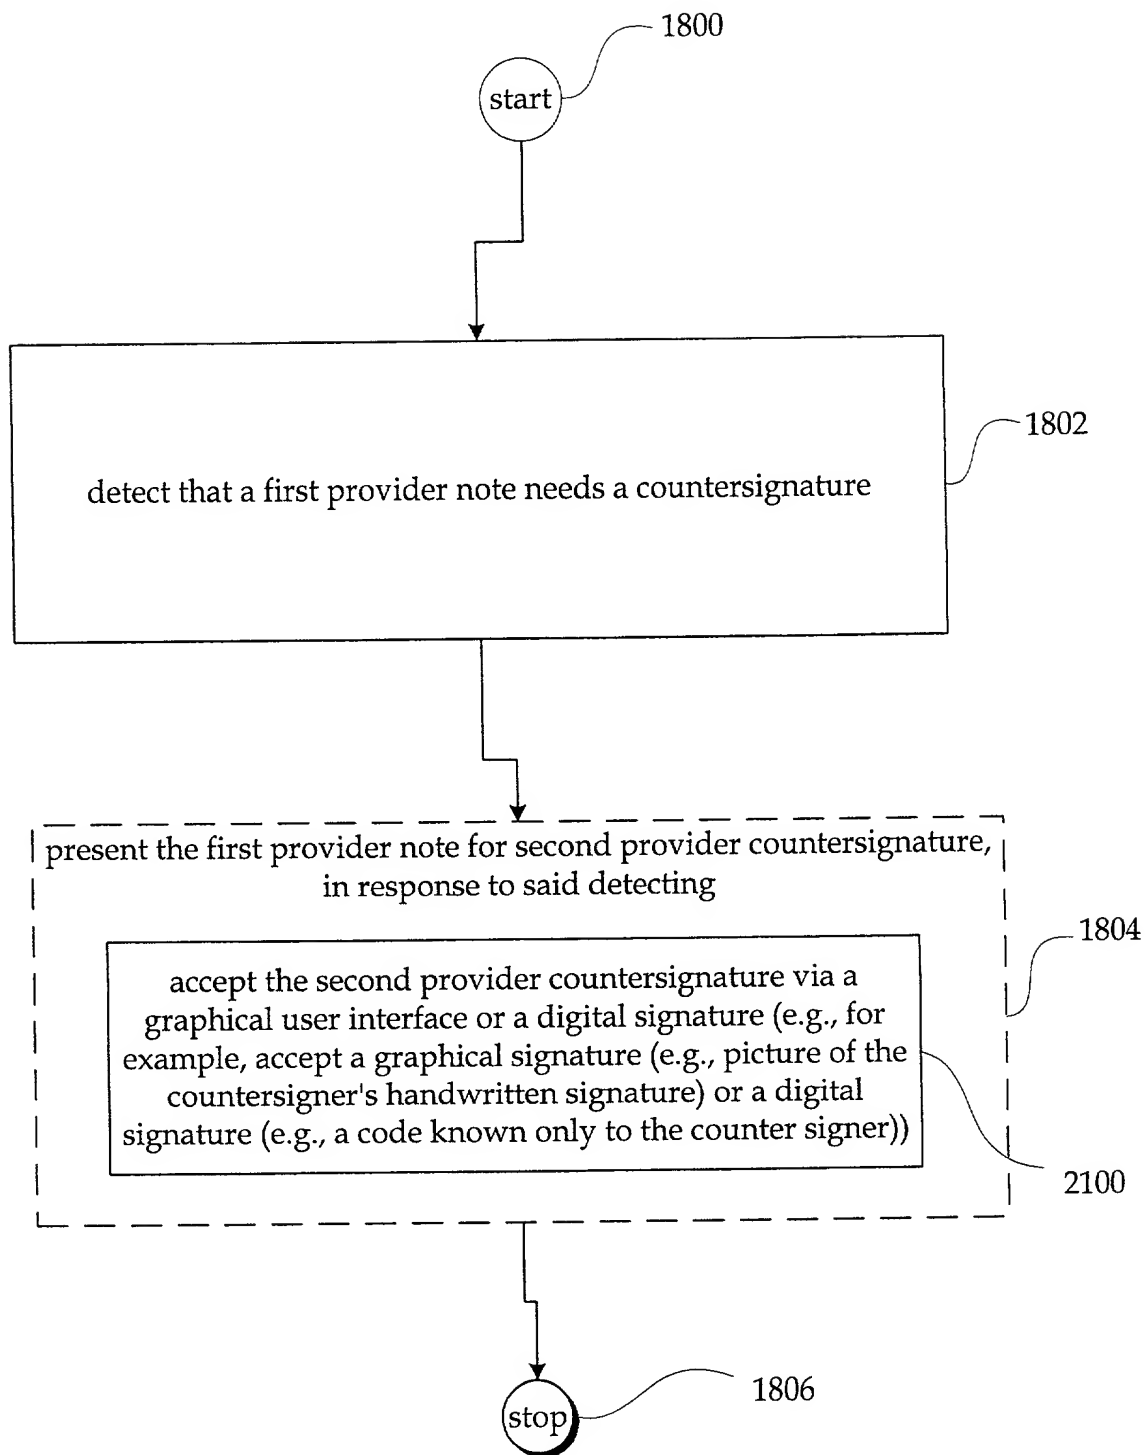 1800
start
1802
detect that a first provider note needs a countersignature
present the first provider note for second provider countersignature,
in response to said detecting
1804
accept the second provider countersignature via a
graphical user interface or a digital signature (e.g., for
example, accept a graphical signature (e.g., picture of the
countersigner's handwritten signature) or a digital
signature (e.g., a code known only to the counter signer))
2100
1806
stop